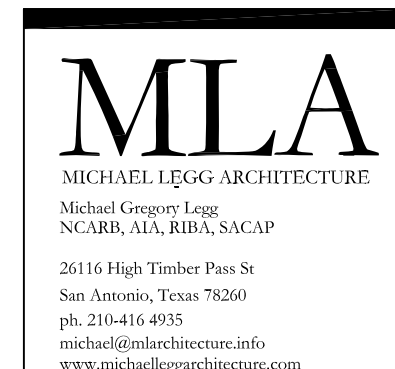 MLA
MICHAEL LEGG ARCHITECTURE
Michael Gregory Legg
NCARB, AIA, RIBA, SACAP
26116 High Timber Pass St
San Antonio, Texas 78260
ph. 210-416 4935
michael@mlarchitecture.info
www.michaelleggarchitecture.com